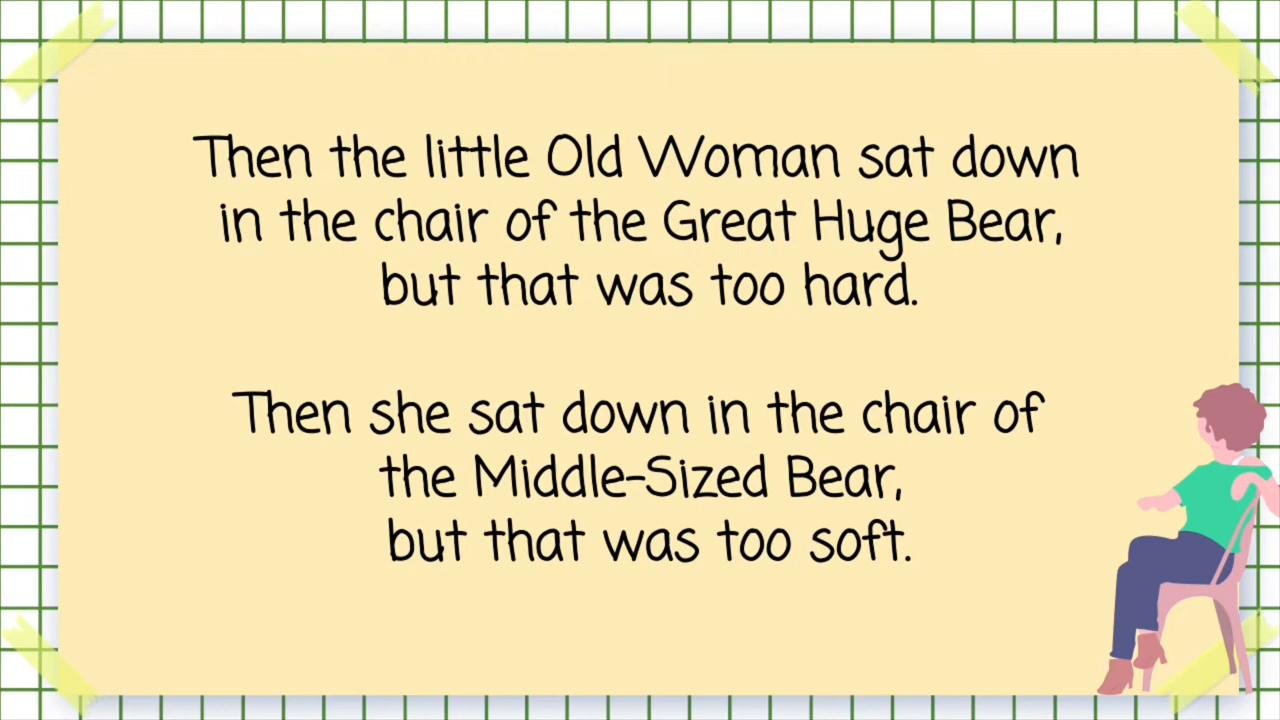 Then the little Old Woman sat down
in the chair of the Great Huge Bear,
but that was too hard.
Then she sat down in the chair of
the Middle-Sized Bear,
but that was too soft.